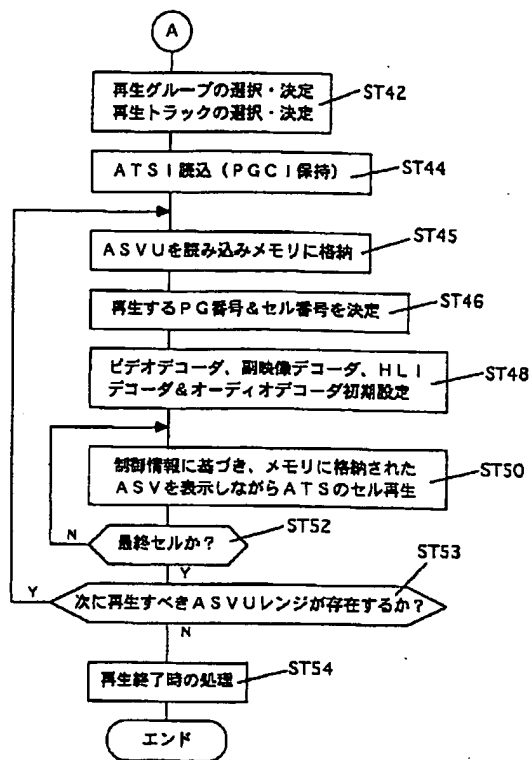 A
再生グループの選択・決定
再生トラックの選択・決定
ST42
ATSI読込（PGCI保持）
ST44
ASVUを読み込みメモリに格納
ST45
再生するPG番号＆セル番号を決定
ST46
ビデオデコーダ、副映像デコーダ、HLI
デコーダ＆オーディオデコーダ初期設定
ST48
制御情報に基づき、メモリに格納された
ASVを表示しながらATSのセル再生
ST50
N
最終セルか？
ST52
Y
ST53
Y
次に再生すべきASVUレンジが存在するか？
N
再生終了時の処理
ST54
エンド